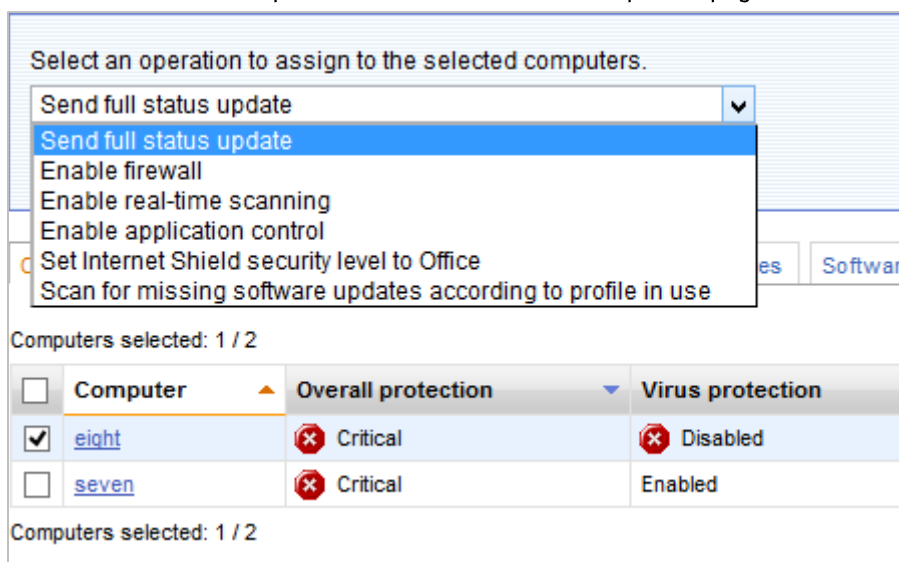 Select an operation to assign to the selected computers.
Send full status update
Send full status update
Enable firewall
Enable real-time scanning
Enable application control
Set Internet Shield security level to Office
Scan for missing software updates according to profile in use
Computers selected: 1 / 2
Computer Overall protection Virus protection
eight Critical Disabled
seven Critical Enabled
Computers selected: 1 / 2